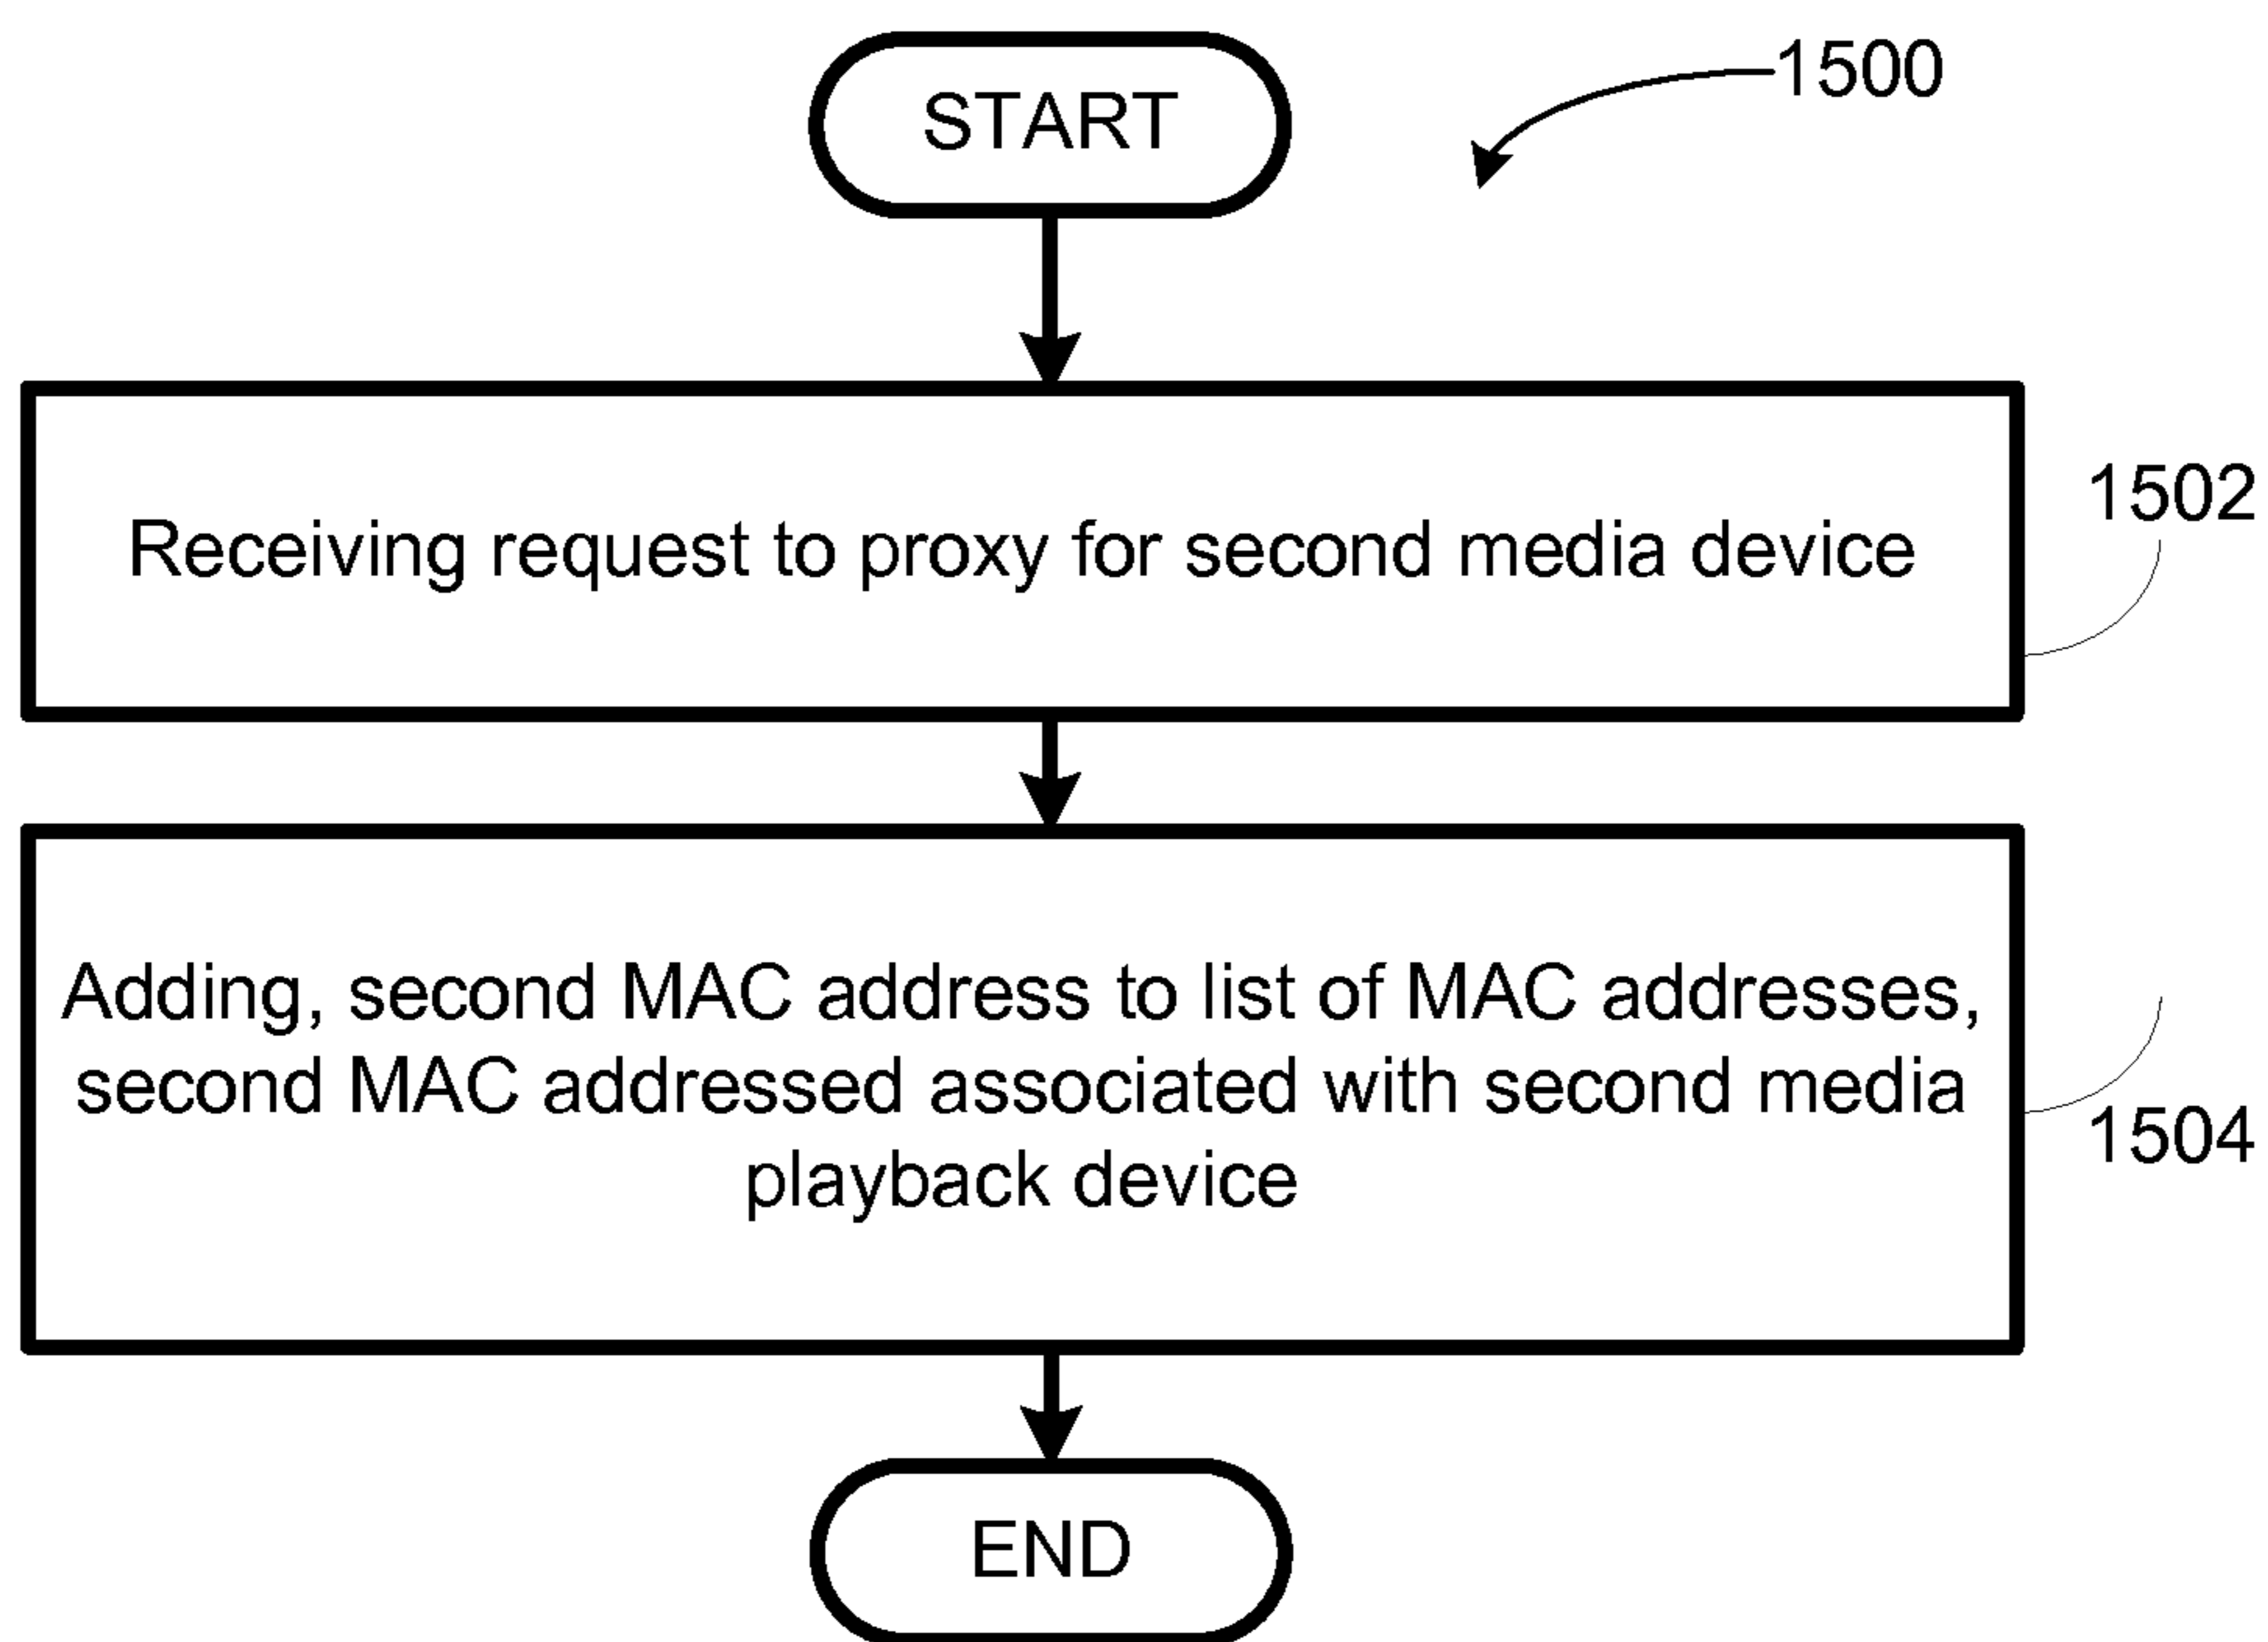 START
1500
Receiving request to proxy for second media device
1502
Adding, second MAC address to list of MAC addresses,
second MAC addressed associated with second media
playback device
1504
END